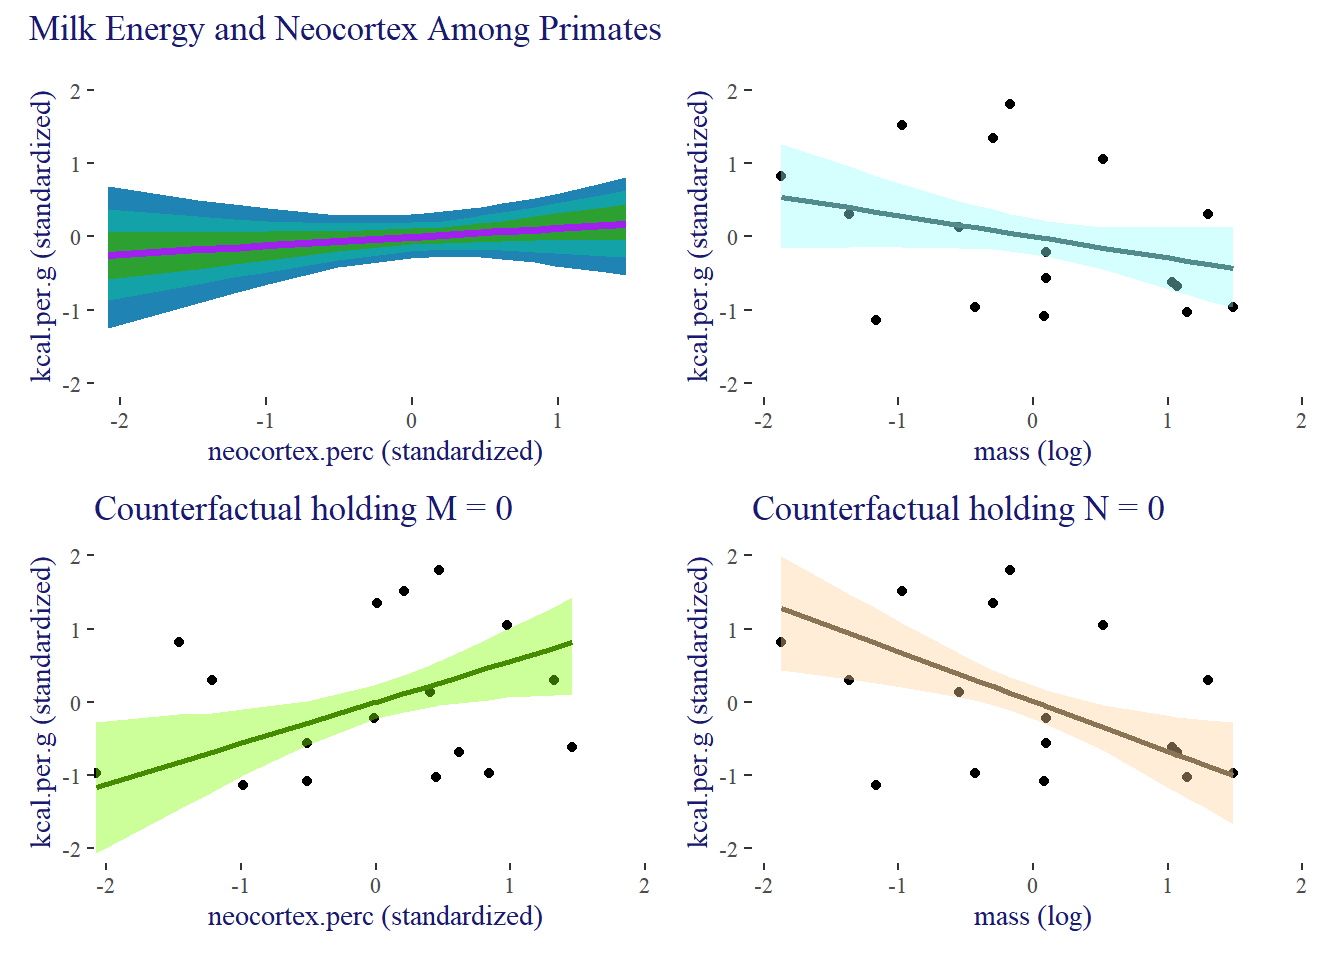 Milk Energy and Neocortex Among Primates
kcal.per.g (standardized)
2
1
0
-1
-2
-2 -1 0 1
neocortex.perc (standardized)
kcal.per.g (standardized)
2
1
0
-1
-2
-2 -1 0 1 2
mass (log)
Counterfactual holding M = 0
kcal.per.g (standardized)
2
1
0
-1
-2
-2 -1 0 1 2
neocortex.perc (standardized)
Counterfactual holding N = 0
kcal.per.g (standardized)
2
1
0
-1
-2
-2 -1 0 1 2
mass (log)